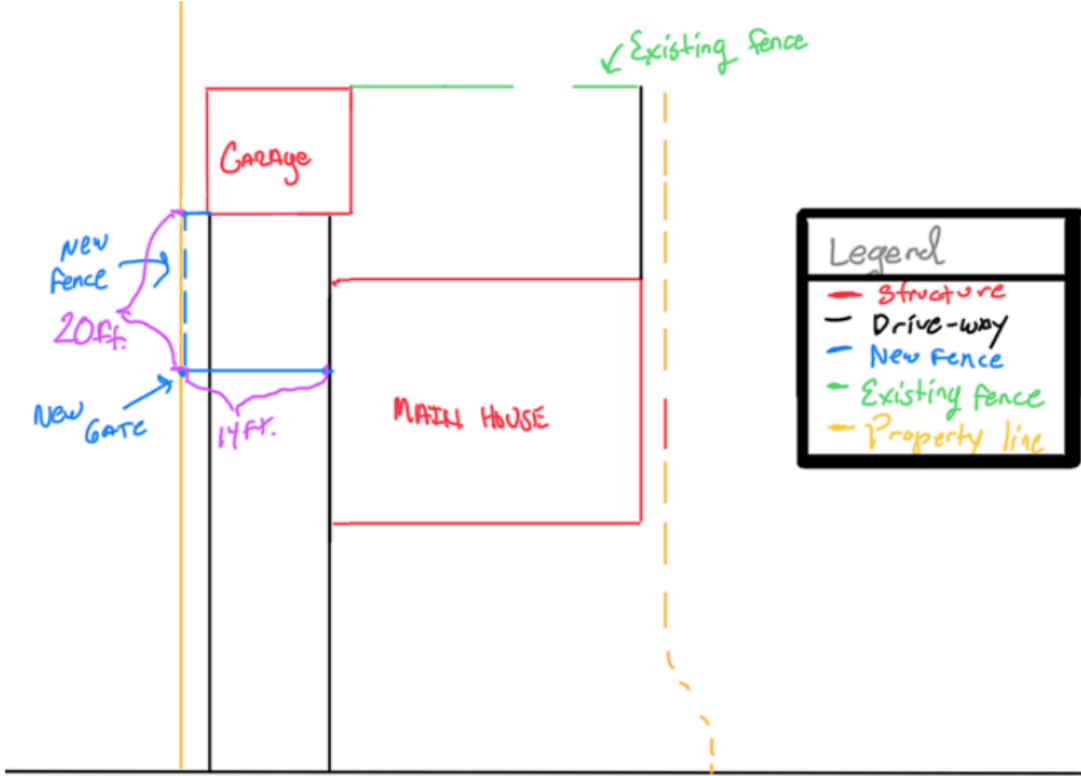 Existing fence
GARAGE
New
fence
20ft.
New
GATE
14ft.
MAIN HOUSE
Legend
Structure
Drive-way
New Fence
Existing fence
Property line